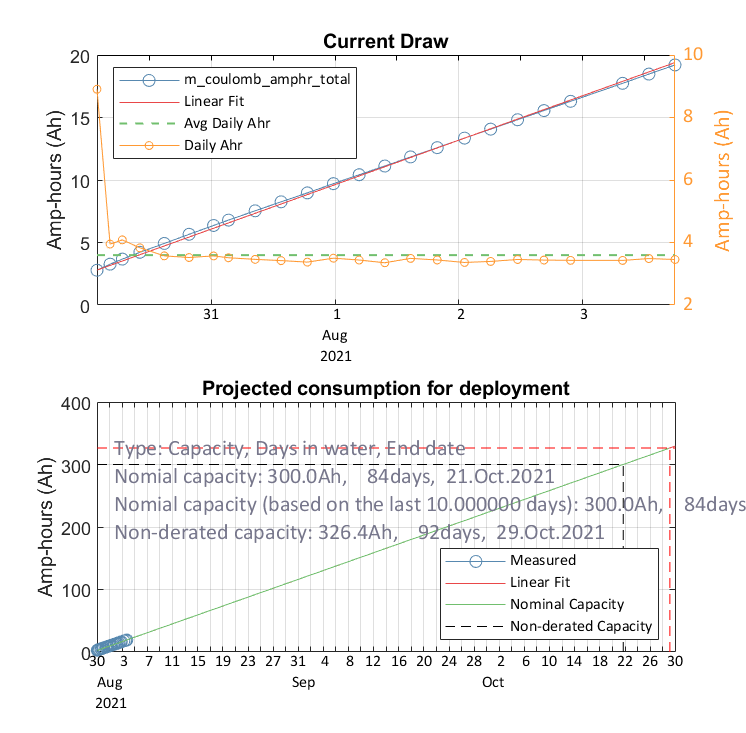 Current Draw
20
15
10
5
0
Amp-hours (Ah)
m_coulomb_amphr_total
Linear Fit
Avg Daily Ahr
Daily Ahr
10
8
6
4
2
Amp-hours (Ah)
31 1 2 3
Aug
2021
Projected consumption for deployment
400
300
200
100
0
Amp-hours (Ah)
Type: Capacity, Days in water, End date
Nomial capacity: 300.0Ah, 84days, 21.Oct.2021
Nomial capacity (based on the last 10.000000 days): 300.0Ah, 84days
Non-derated capacity: 326.4Ah, 92days, 29.Oct.2021
Measured
Linear Fit
Nominal Capacity
Non-derated Capacity
30 3 7 11 15 19 23 27 31 4 8 12 16 20 24 28 2 6 10 14 18 22 26 30
Aug Sep Oct
2021